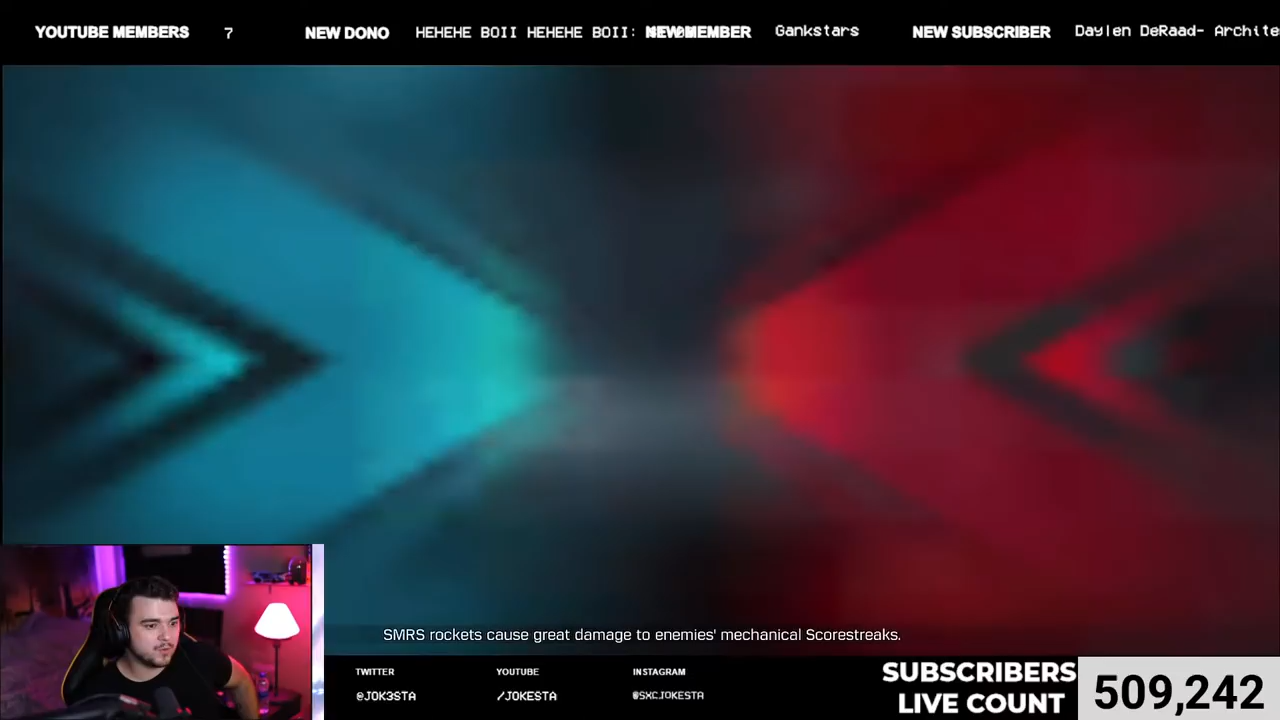 YOUTUBE MEMBERS 7 NEW DONO HEHEHE BOII HEHEHE BOII: NEW MEMBER Gankstars NEW SUBSCRIBER Daylen DeRaad- Archite
SMRS rockets cause great damage to enemies' mechanical Scorestreaks.
TWITTER YOUTUBE INSTAGRAM
@JOK3STA /JOKESTA @SXCJOKESTA
SUBSCRIBERS
LIVE COUNT
509,242